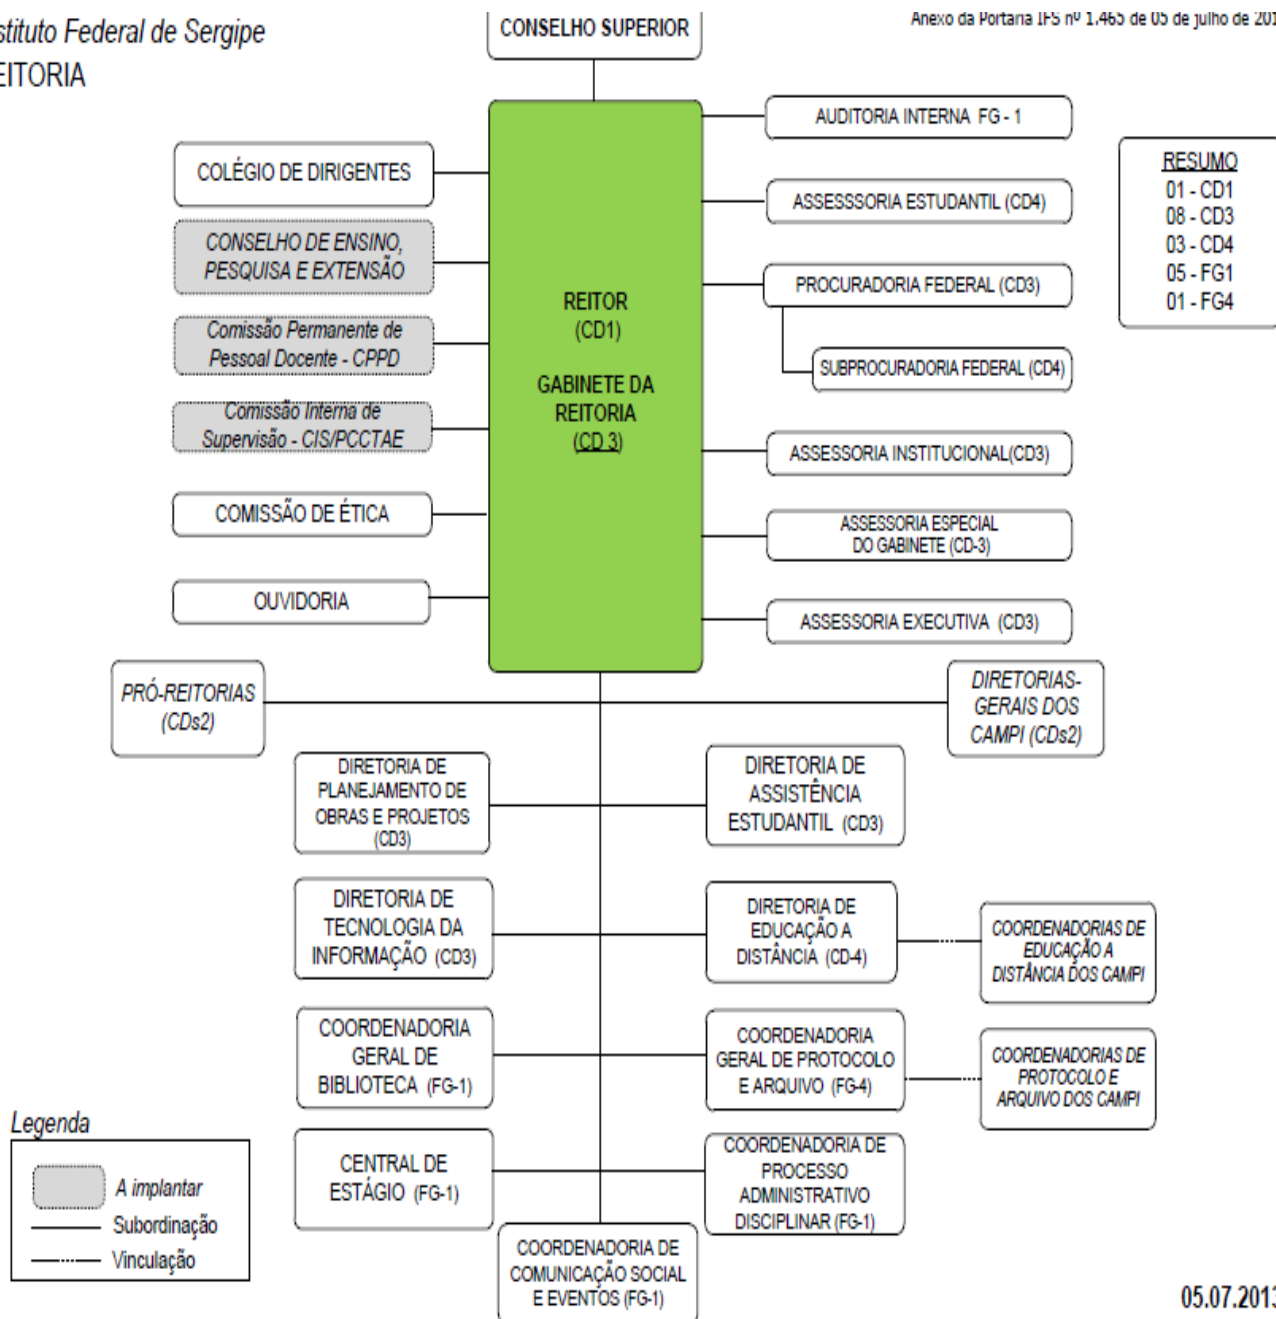 stituto Federal de Sergipe
EITORIA
Anexo da Portaria IFS nº 1.465 de 05 de julho de 201
CONSELHO SUPERIOR
COLÉGIO DE DIRIGENTES
CONSELHO DE ENSINO,
PESQUISA E EXTENSÃO
Comissão Permanente de
Pessoal Docente - CPPD
Comissão Interna de
Supervisão - CIS/PCCTAE
COMISSÃO DE ÉTICA
OUVIDORIA
REITOR
(CD1)
GABINETE DA
REITORIA
(CD 3)
AUDITORIA INTERNA FG - 1
ASSESSSORIA ESTUDANTIL (CD4)
PROCURADORIA FEDERAL (CD3)
SUBPROCURADORIA FEDERAL (CD4)
ASSESSORIA INSTITUCIONAL(CD3)
ASSESSORIA ESPECIAL
DO GABINETE (CD-3)
ASSESSORIA EXECUTIVA (CD3)
RESUMO
01 - CD1
08 - CD3
03 - CD4
05 - FG1
01 - FG4
PRÓ-REITORIAS
(CDs2)
DIRETORIAS-
GERAIS DOS
CAMPI (CDs2)
DIRETORIA DE
PLANEJAMENTO DE
OBRAS E PROJETOS
(CD3)
DIRETORIA DE
ASSISTÊNCIA
ESTUDANTIL (CD3)
DIRETORIA DE
TECNOLOGIA DA
INFORMAÇÃO (CD3)
DIRETORIA DE
EDUCAÇÃO A
DISTÂNCIA (CD-4)
COORDENADORIAS DE
EDUCAÇÃO A
DISTÂNCIA DOS CAMPI
COORDENADORIA
GERAL DE
BIBLIOTECA (FG-1)
COORDENADORIA
GERAL DE PROTOCOLO
E ARQUIVO (FG-4)
COORDENADORIAS DE
PROTOCOLO E
ARQUIVO DOS CAMPI
CENTRAL DE
ESTÁGIO (FG-1)
COORDENADORIA DE
PROCESSO
ADMINISTRATIVO
DISCIPLINAR (FG-1)
COORDENADORIA DE
COMUNICAÇÃO SOCIAL
E EVENTOS (FG-1)
Legenda
A implantar
Subordinação
Vinculação
05.07.2013